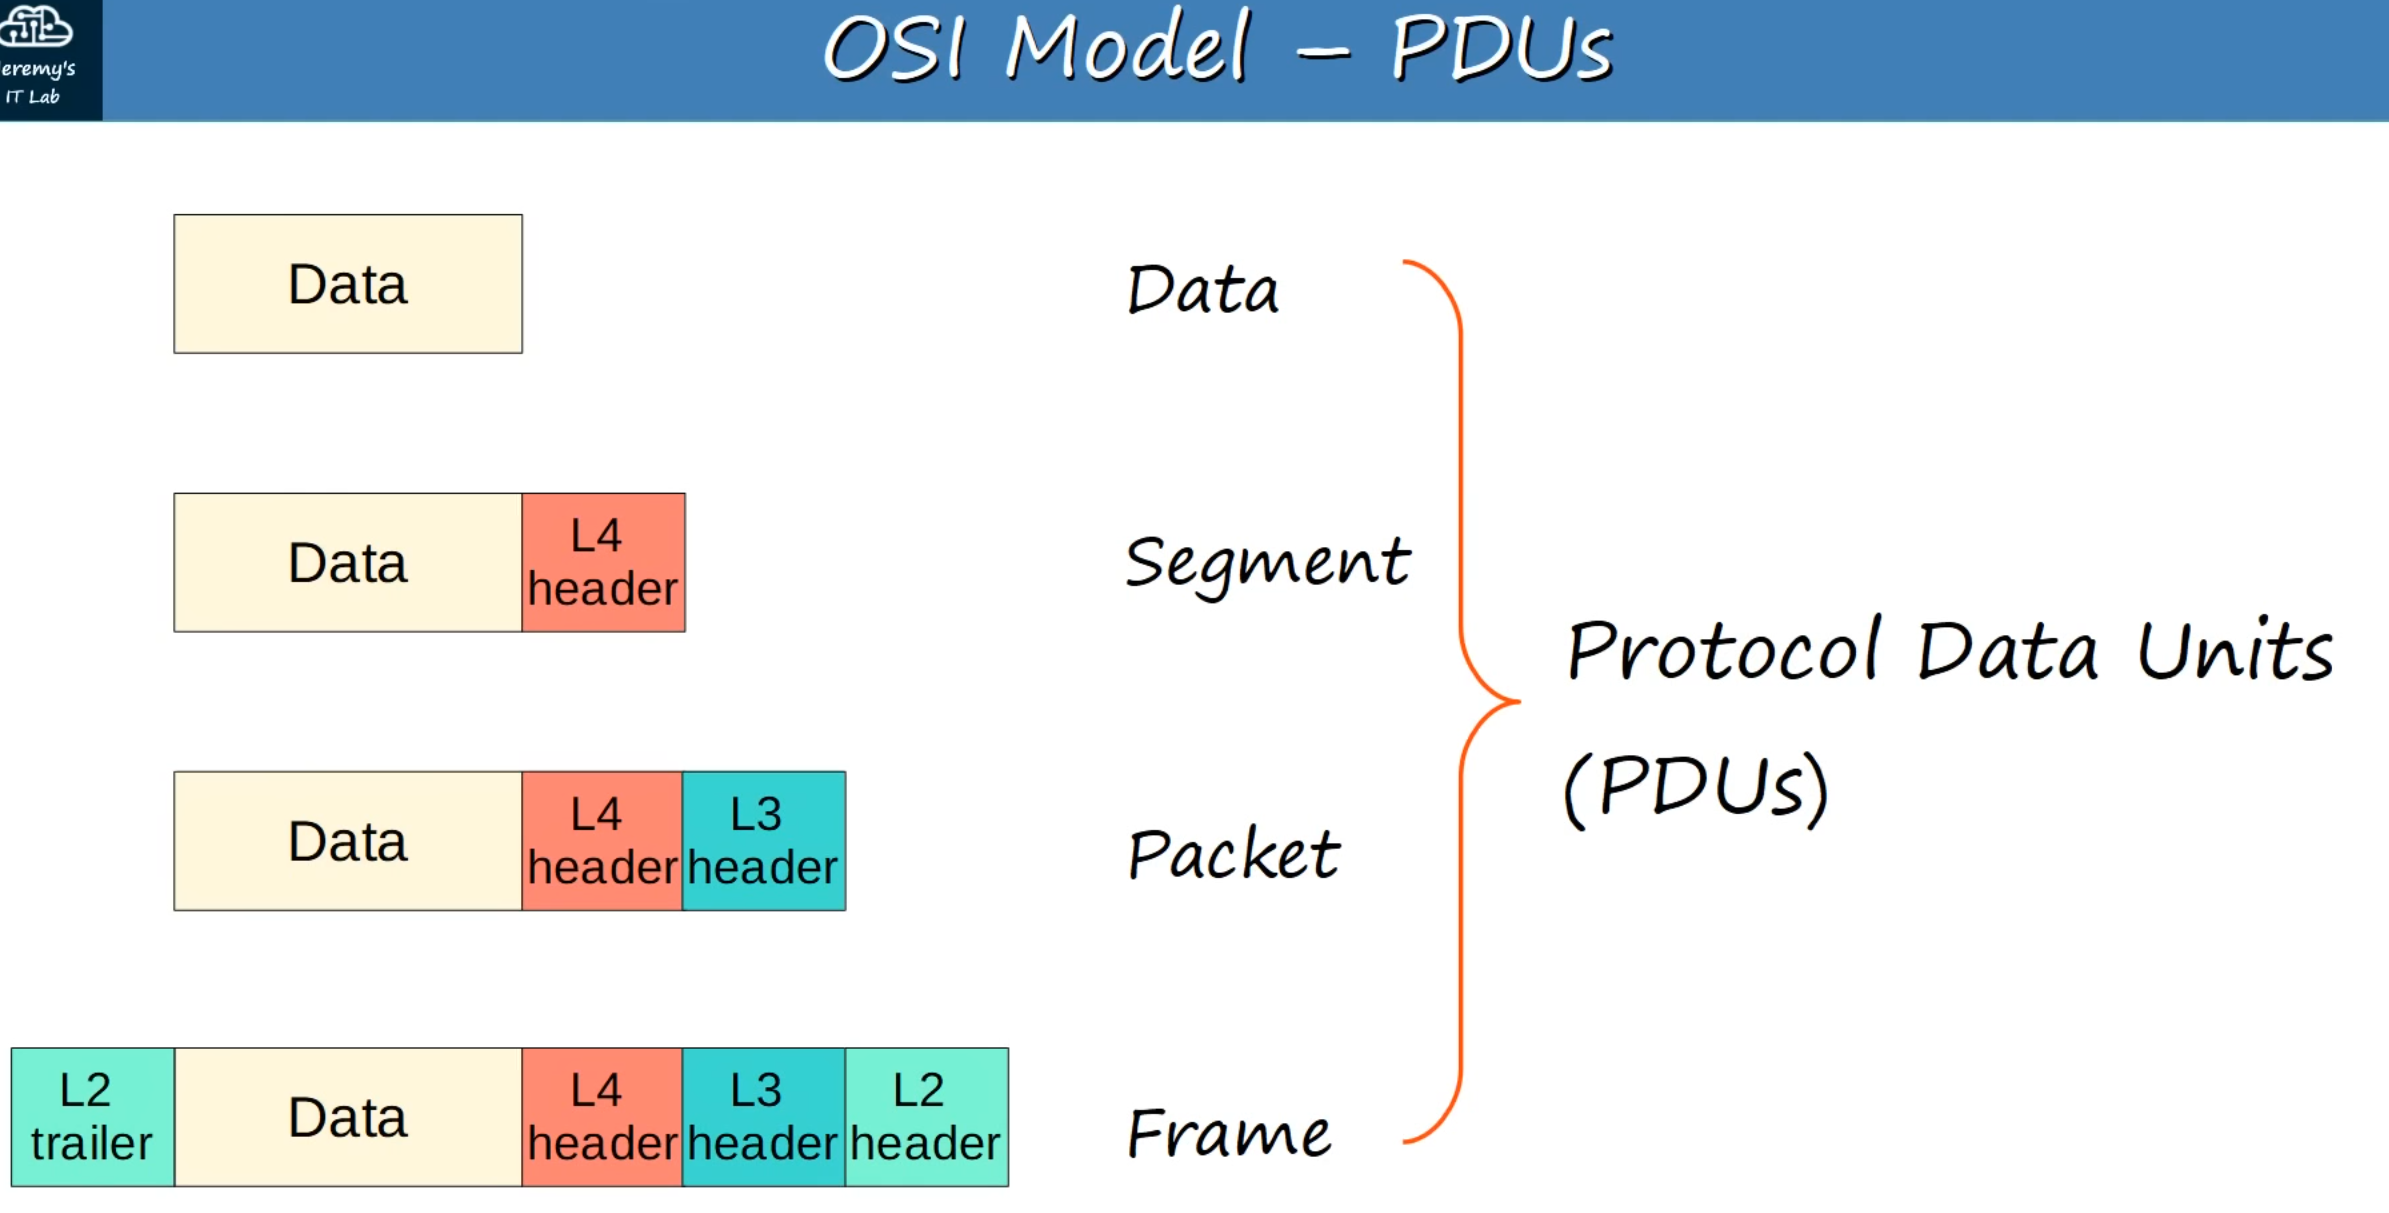 eremy's
IT Lab
OSI Model – PDUs
Data
Data
Data
L4
header
Segment
Protocol Data Units
(PDUs)
Data
L4
header
L3
header
Packet
L2
trailer
Data
L4
header
L3
header
L2
header
Frame